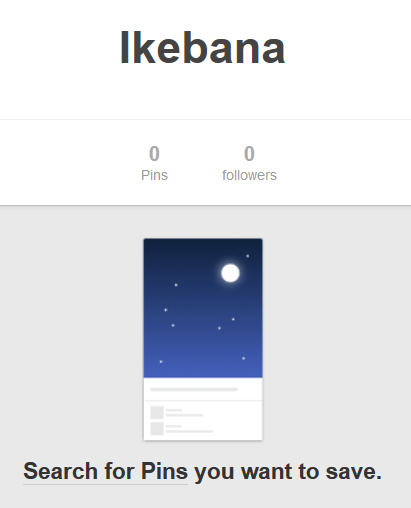 Ikebana
0 0
Pins followers
Search for Pins you want to save.